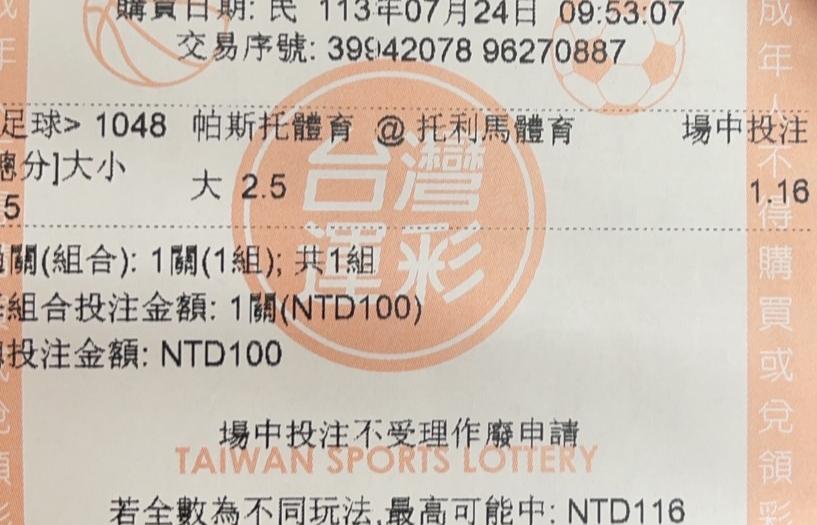 購買日期: 民 113年07月24日 09:53:07
交易序號: 39942078 96270887
足球> 1048 帕斯托體育 @ 托利馬體育 場中投注
總分]大小 大 2.5 1.16
5
過關(組合): 1關(1組); 共1組
組合投注金額: 1關(NTD100)
投注金額: NTD100
台灣
運彩
場中投注不受理作廢申請
TAIWAN SPORTS LOTTERY
若全數為不同玩法,最高可能中: NTD116
成年
成年人不得購買或兌領彩